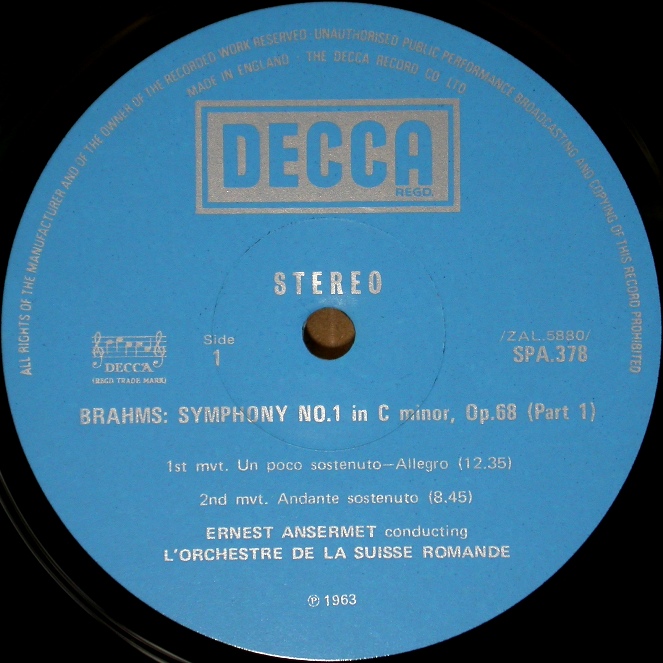 ALL RIGHTS OF THE MANUFACTURER AND OF THE OWNER OF THE RECORDED WORK RESERVED. UNAUTHORISED PUBLIC PERFORMANCE BROADCASTING AND COPYING OF THIS RECORD PROHIBITED
MADE IN ENGLAND · THE DECCA RECORD CO. LTD
DECCA
REGD.
STEREO
DECCA
(REGD TRADE MARK)
Side
1
/ZAL.5880/
SPA.378
BRAHMS: SYMPHONY NO.1 in C minor, Op.68 (Part 1)
1st mvt. Un poco sostenuto—Allegro (12.35)
2nd mvt. Andante sostenuto (8.45)
ERNEST ANSERMET conducting
L'ORCHESTRE DE LA SUISSE ROMANDE
℗ 1963